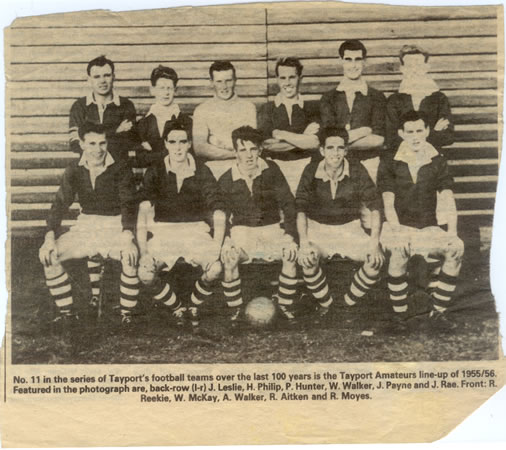 No. 11 in the series of Tayport's football teams over the last 100 years is the Tayport Amateurs line-up of 1955/56.
Featured in the photograph are, back-row (l-r) J. Leslie, H. Philip, P. Hunter, W. Walker, J. Payne and J. Rae. Front: R.
Reekie, W. McKay, A. Walker, R. Aitken and R. Moyes.